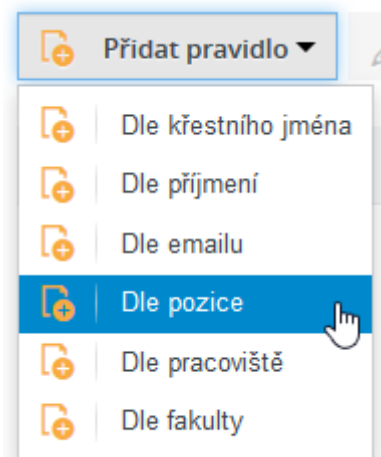 Přidat pravidlo
Dle křestního jména
Dle příjmení
Dle emailu
Dle pozice
Dle pracoviště
Dle fakulty